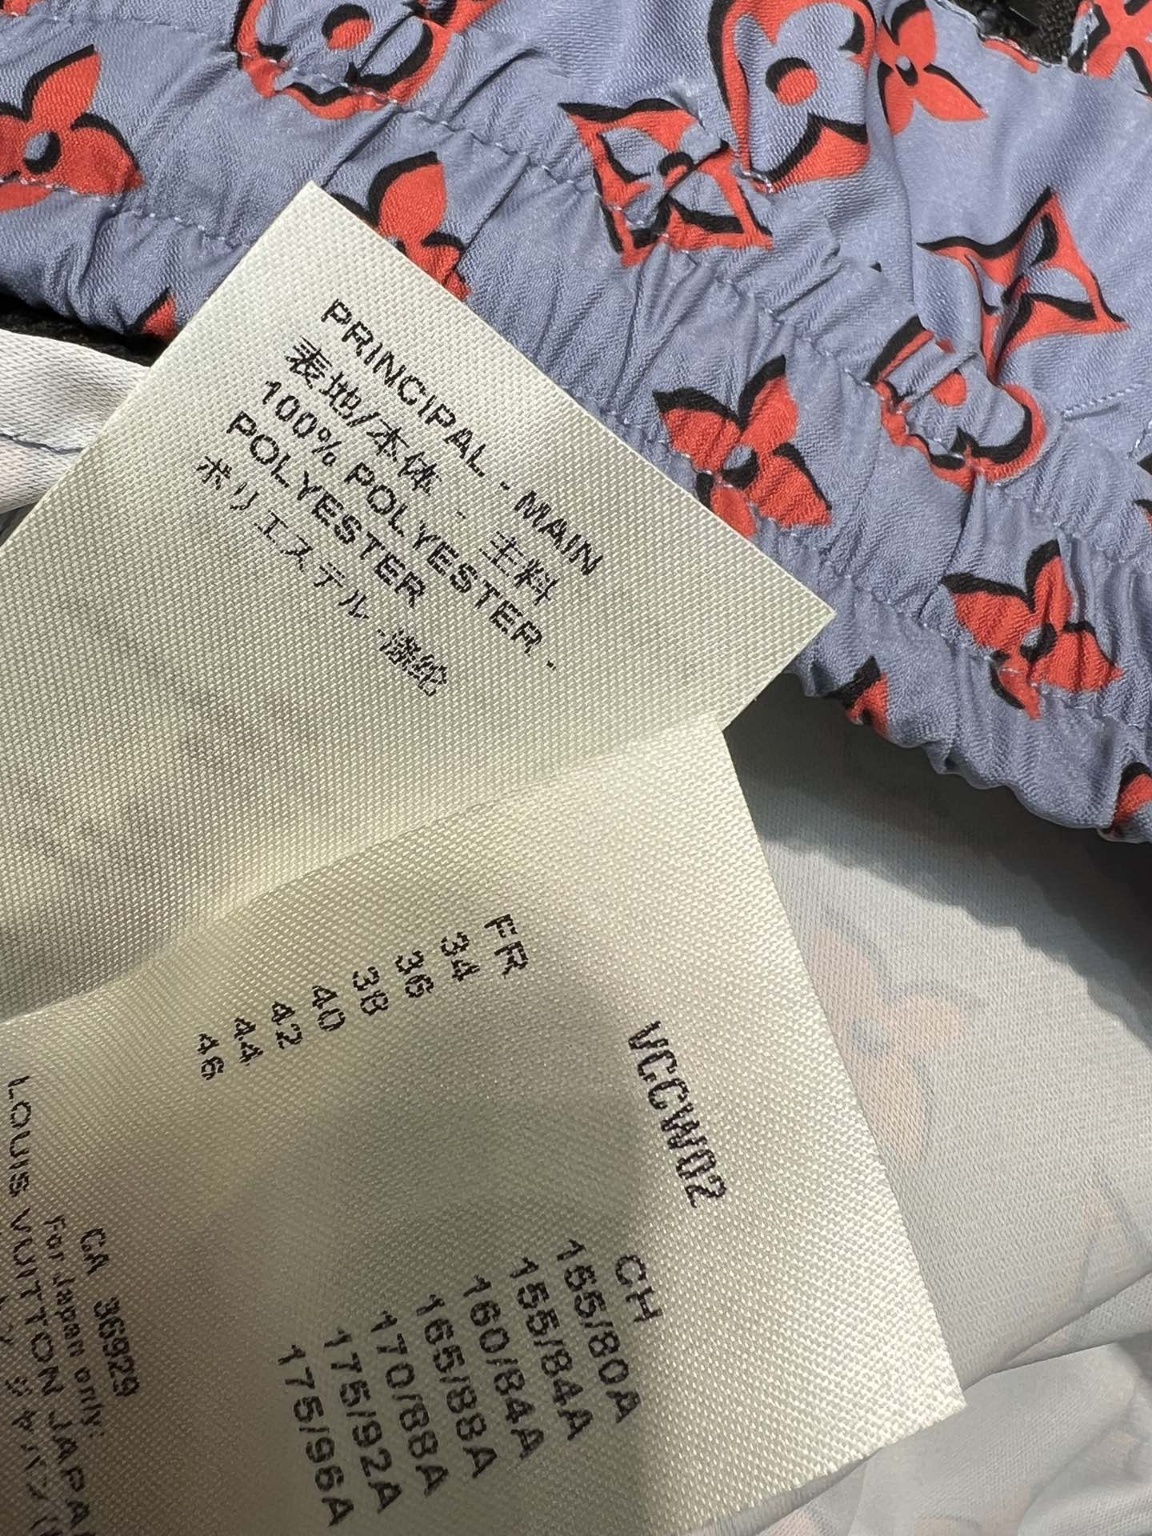 PRINCIPAL - MAIN
表地/本体 - 主料
100% POLYESTER -
POLYESTER
ポリエステル - 涤纶
VCCW02
FR
34
36
38
40
42
44
46
CH
155/80A
155/84A
160/84A
165/88A
170/88A
175/92A
175/96A
CA 36929
For Japan only:
LOUIS VUITTON JAPA